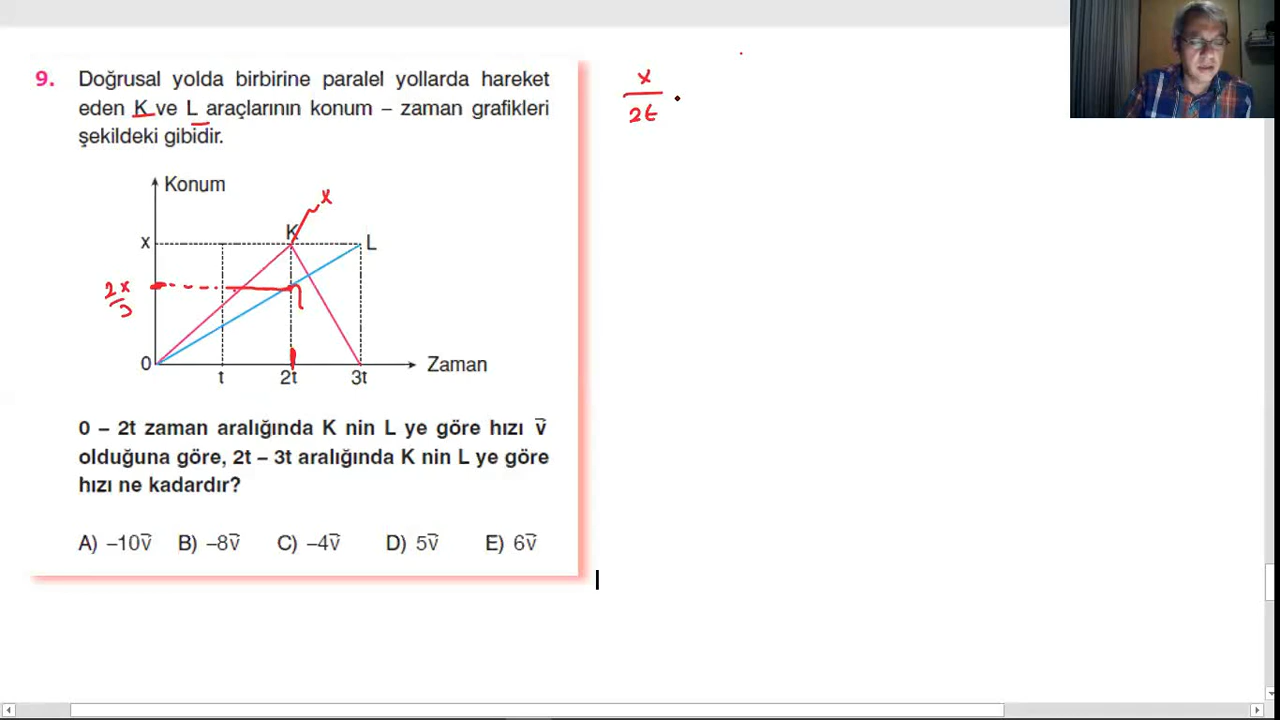 9. Doğrusal yolda birbirine paralel yollarda hareket
eden K ve L araçlarının konum – zaman grafikleri
şekildeki gibidir.
Konum
x
K
x
L
2x
3
0
t
2t
3t
Zaman
0 – 2t zaman aralığında K nin L ye göre hızı v⃗
olduğuna göre, 2t – 3t aralığında K nin L ye göre
hızı ne kadardır?
A) –10v⃗ B) –8v⃗ C) –4v⃗ D) 5v⃗ E) 6v⃗
x
2t